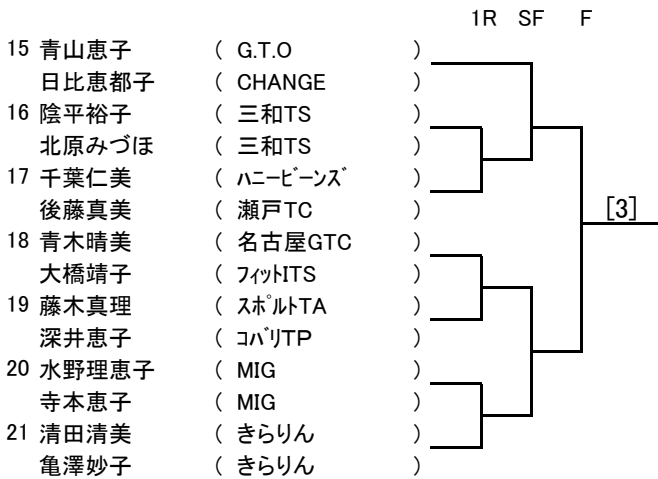 1R SF F
15 青山恵子 ( G.T.O )
日比恵都子 ( CHANGE )
16 陰平裕子 ( 三和TS )
北原みづほ ( 三和TS )
17 千葉仁美 ( ﾊﾆｰﾋﾞｰﾝｽﾞ )
後藤真美 ( 瀬戸TC )
[3]
18 青木晴美 ( 名古屋GTC )
大橋靖子 ( ﾌｨｯﾄITS )
19 藤木真理 ( ｽﾎﾟﾙﾄTA )
深井恵子 ( ｺﾊﾞﾘTP )
20 水野理恵子 ( MIG )
寺本恵子 ( MIG )
21 清田清美 ( きらりん )
亀澤妙子 ( きらりん )